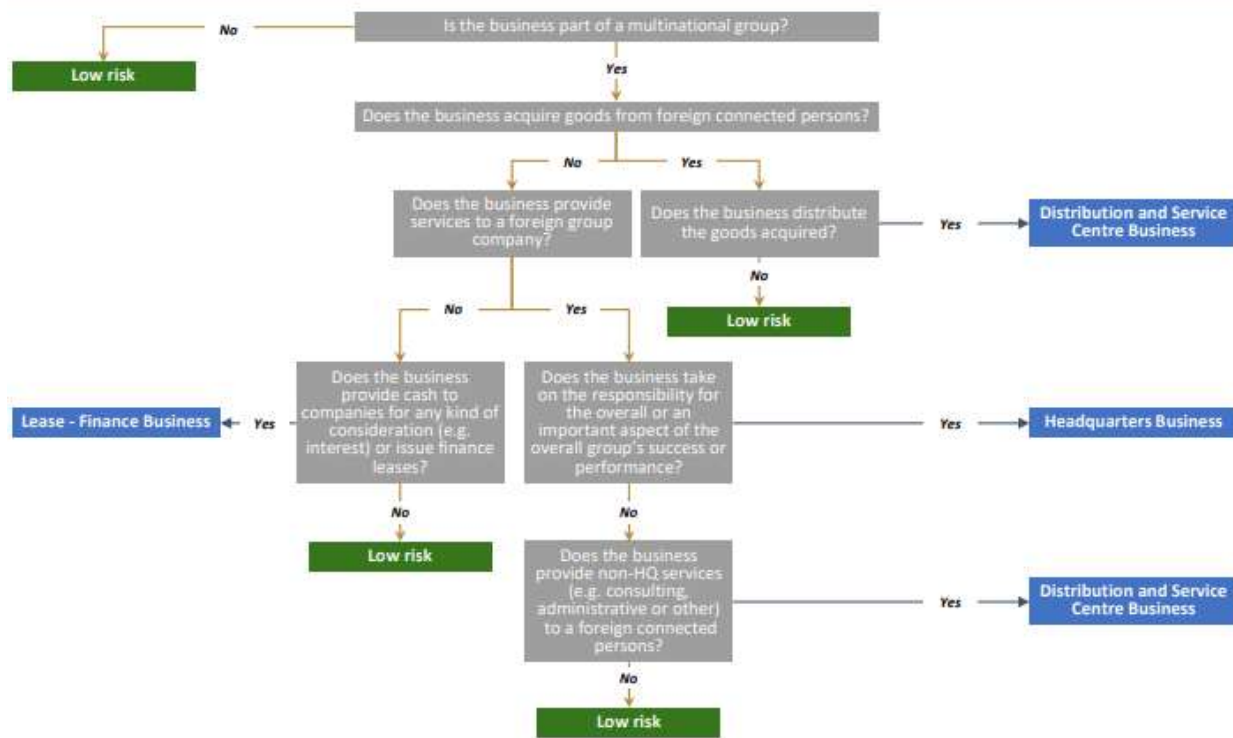 Is the business part of a multinational group?
No
Low risk
Yes
Does the business acquire goods from foreign connected persons?
No
Yes
Does the business provide
services to a foreign group
company?
Does the business distribute
the goods acquired?
Yes
Distribution and Service
Centre Business
No
Low risk
No
Yes
Does the business
provide cash to
companies for any kind of
consideration (e.g.
interest) or issue finance
leases?
Yes
Lease - Finance Business
Does the business take
on the responsibility for
the overall or an
important aspect of the
overall group's success or
performance?
Yes
Headquarters Business
No
Low risk
No
Does the business
provide non-HQ services
(e.g. consulting,
administrative or other)
to a foreign connected
persons?
Yes
Distribution and Service
Centre Business
No
Low risk